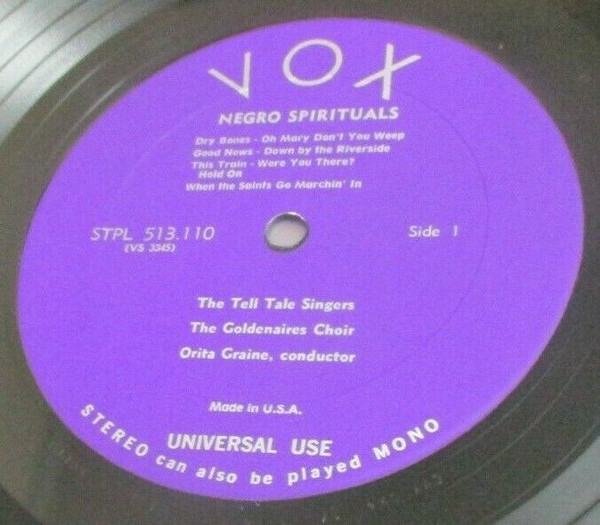 VOX
NEGRO SPIRITUALS
Dry Bones - Oh Mary Don't You Weep
Good News - Down by the Riverside
This Train - Were You There?
Hold On
When the Saints Go Marchin' In
STPL 513.110
(VS 3345)
Side 1
The Tell Tale Singers
The Goldenaires Choir
Orita Graine, conductor
Made in U.S.A.
UNIVERSAL USE
STEREO can also be played MONO